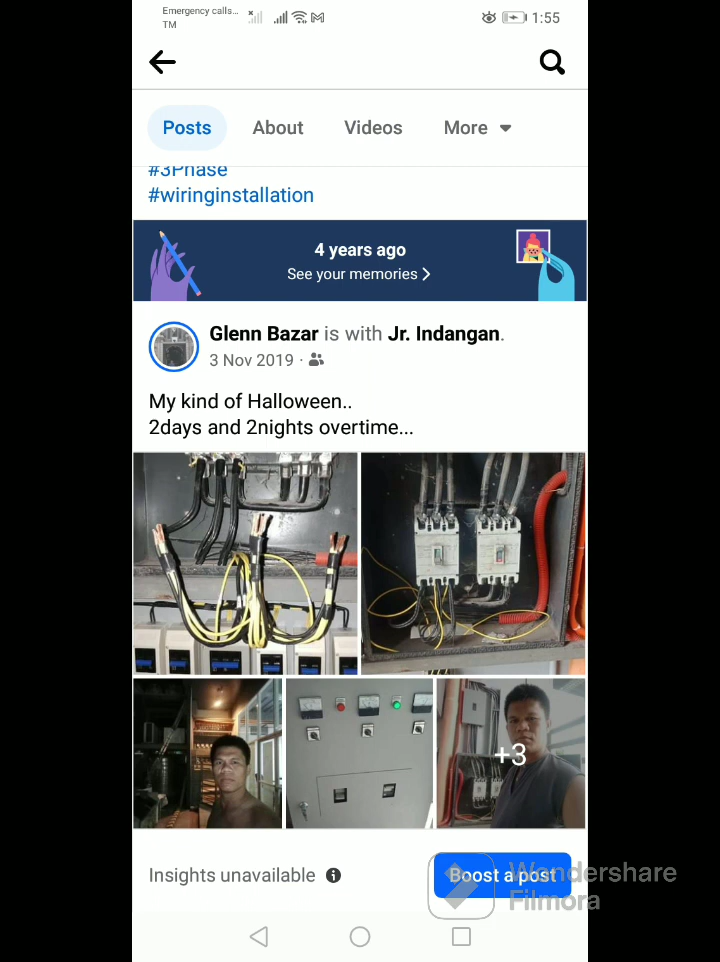 Emergency calls...
TM
1:55
Posts
About
Videos
More
#3Phase
#wiringinstallation
4 years ago
See your memories
Glenn Bazar is with Jr. Indangan.
3 Nov 2019 ·
My kind of Halloween..
2days and 2nights overtime...
+3
Insights unavailable
Boost a post
Wondershare
Filmora